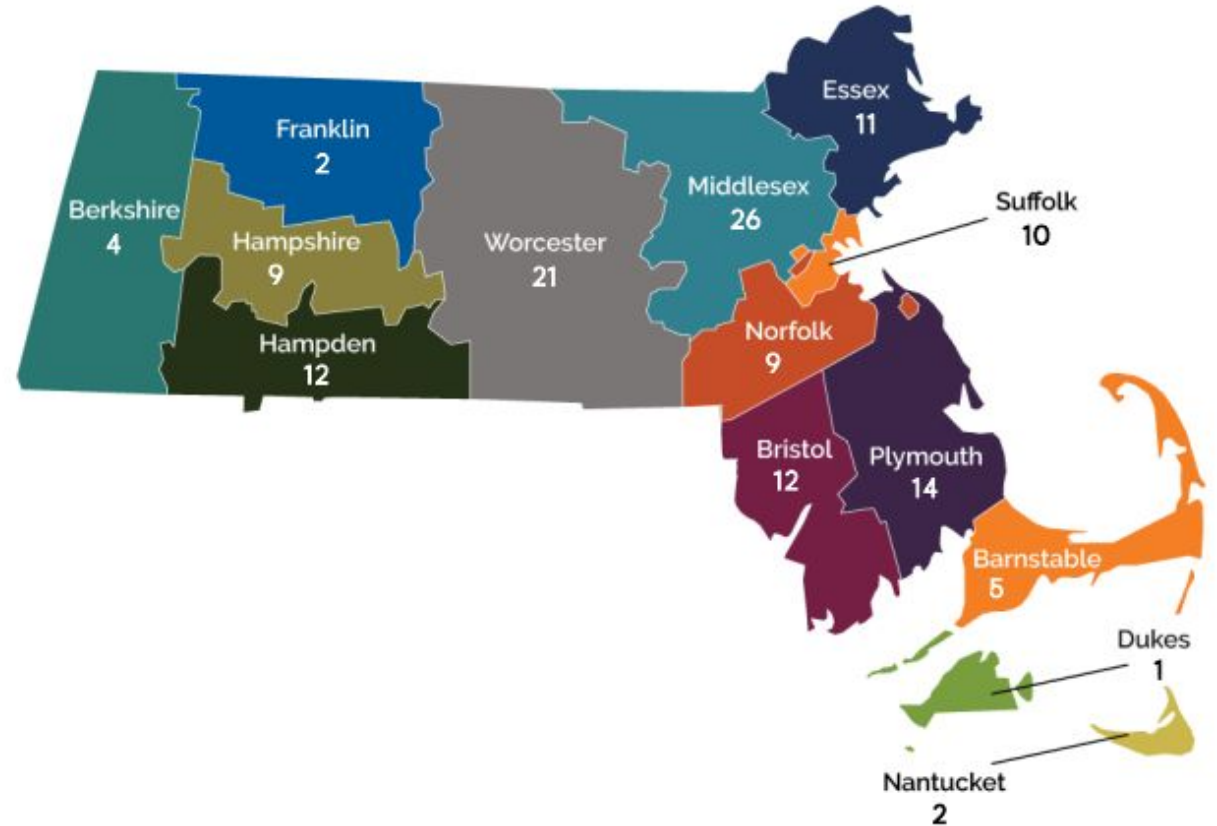 Essex
11
Franklin
2
Middlesex
26
Suffolk
10
Berkshire
4
Hampshire
9
Worcester
21
Norfolk
9
Hampden
12
Bristol
12
Plymouth
14
Barnstable
5
Dukes
1
Nantucket
2